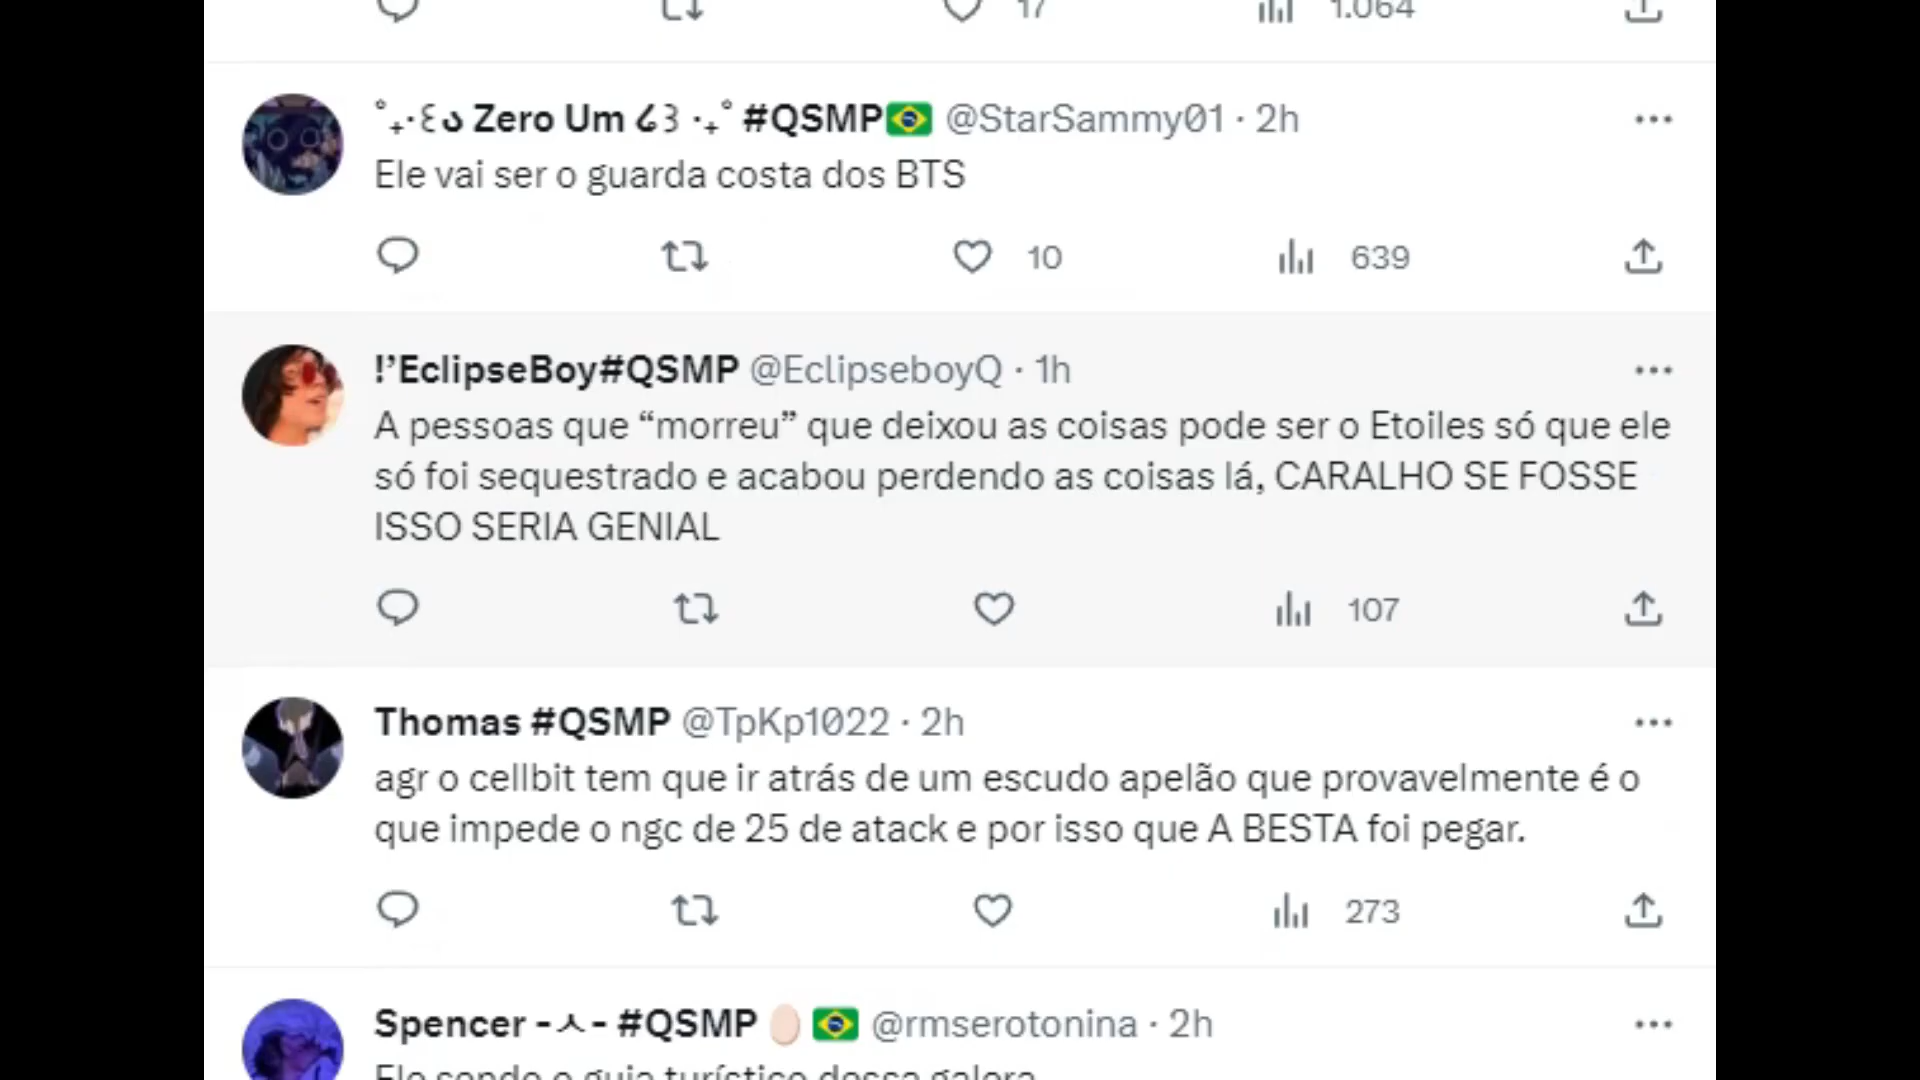 17 1.064
Zero Um #QSMP🇧🇷 @StarSammy01 · 2h
Ele vai ser o guarda costa dos BTS
10 639
!’EclipseBoy#QSMP @EclipseboyQ · 1h
A pessoas que “morreu” que deixou as coisas pode ser o Etoiles só que ele
só foi sequestrado e acabou perdendo as coisas lá, CARALHO SE FOSSE
ISSO SERIA GENIAL
107
Thomas #QSMP @TpKp1022 · 2h
agr o cellbit tem que ir atrás de um escudo apelão que provavelmente é o
que impede o ngc de 25 de atack e por isso que A BESTA foi pegar.
273
Spencer -ㅅ- #QSMP🥚🇧🇷 @rmserotonina · 2h
Ele sendo o guia turístico dessa galera